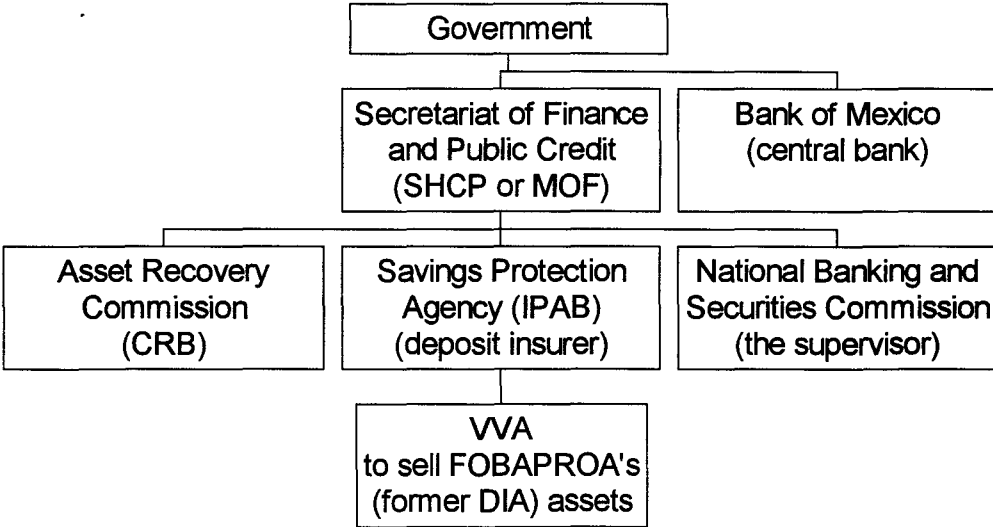 Government
Secretariat of Finance
and Public Credit
(SHCP or MOF)
Bank of Mexico
(central bank)
Asset Recovery
Commission
(CRB)
Savings Protection
Agency (IPAB)
(deposit insurer)
National Banking and
Securities Commission
(the supervisor)
VVA
to sell FOBAPROA's
(former DIA) assets